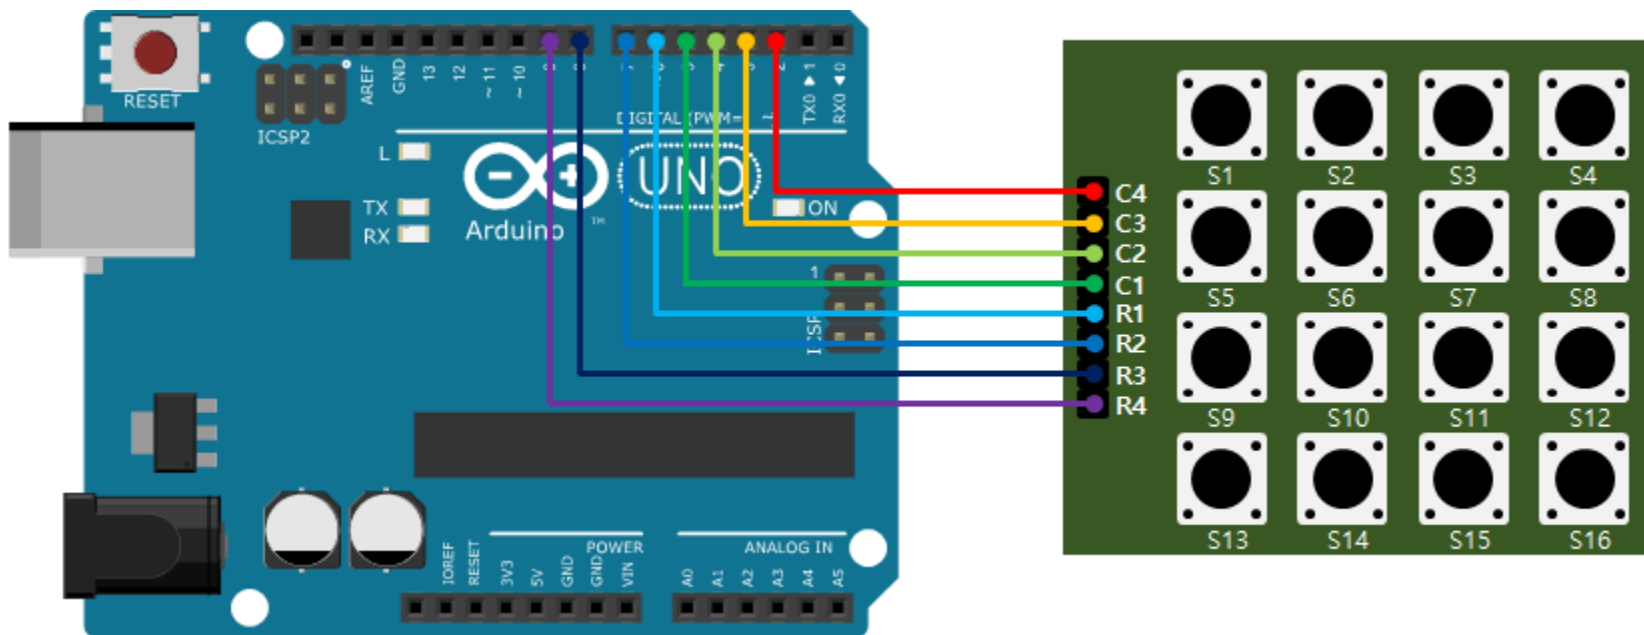 RESET
ICSP2
AREF
GND
13
12
~11
~10
DIGITAL (PWM= ~)
TX0▶1
RX0◀0
L
TX
RX
Arduino
™
UNO
ON
1
ICSP
IOREF
RESET
3V3
5V
GND
GND
VIN
POWER
ANALOG IN
A0
A1
A2
A3
A4
A5
C4
C3
C2
C1
R1
R2
R3
R4
S1 S2 S3 S4
S5 S6 S7 S8
S9 S10 S11 S12
S13 S14 S15 S16